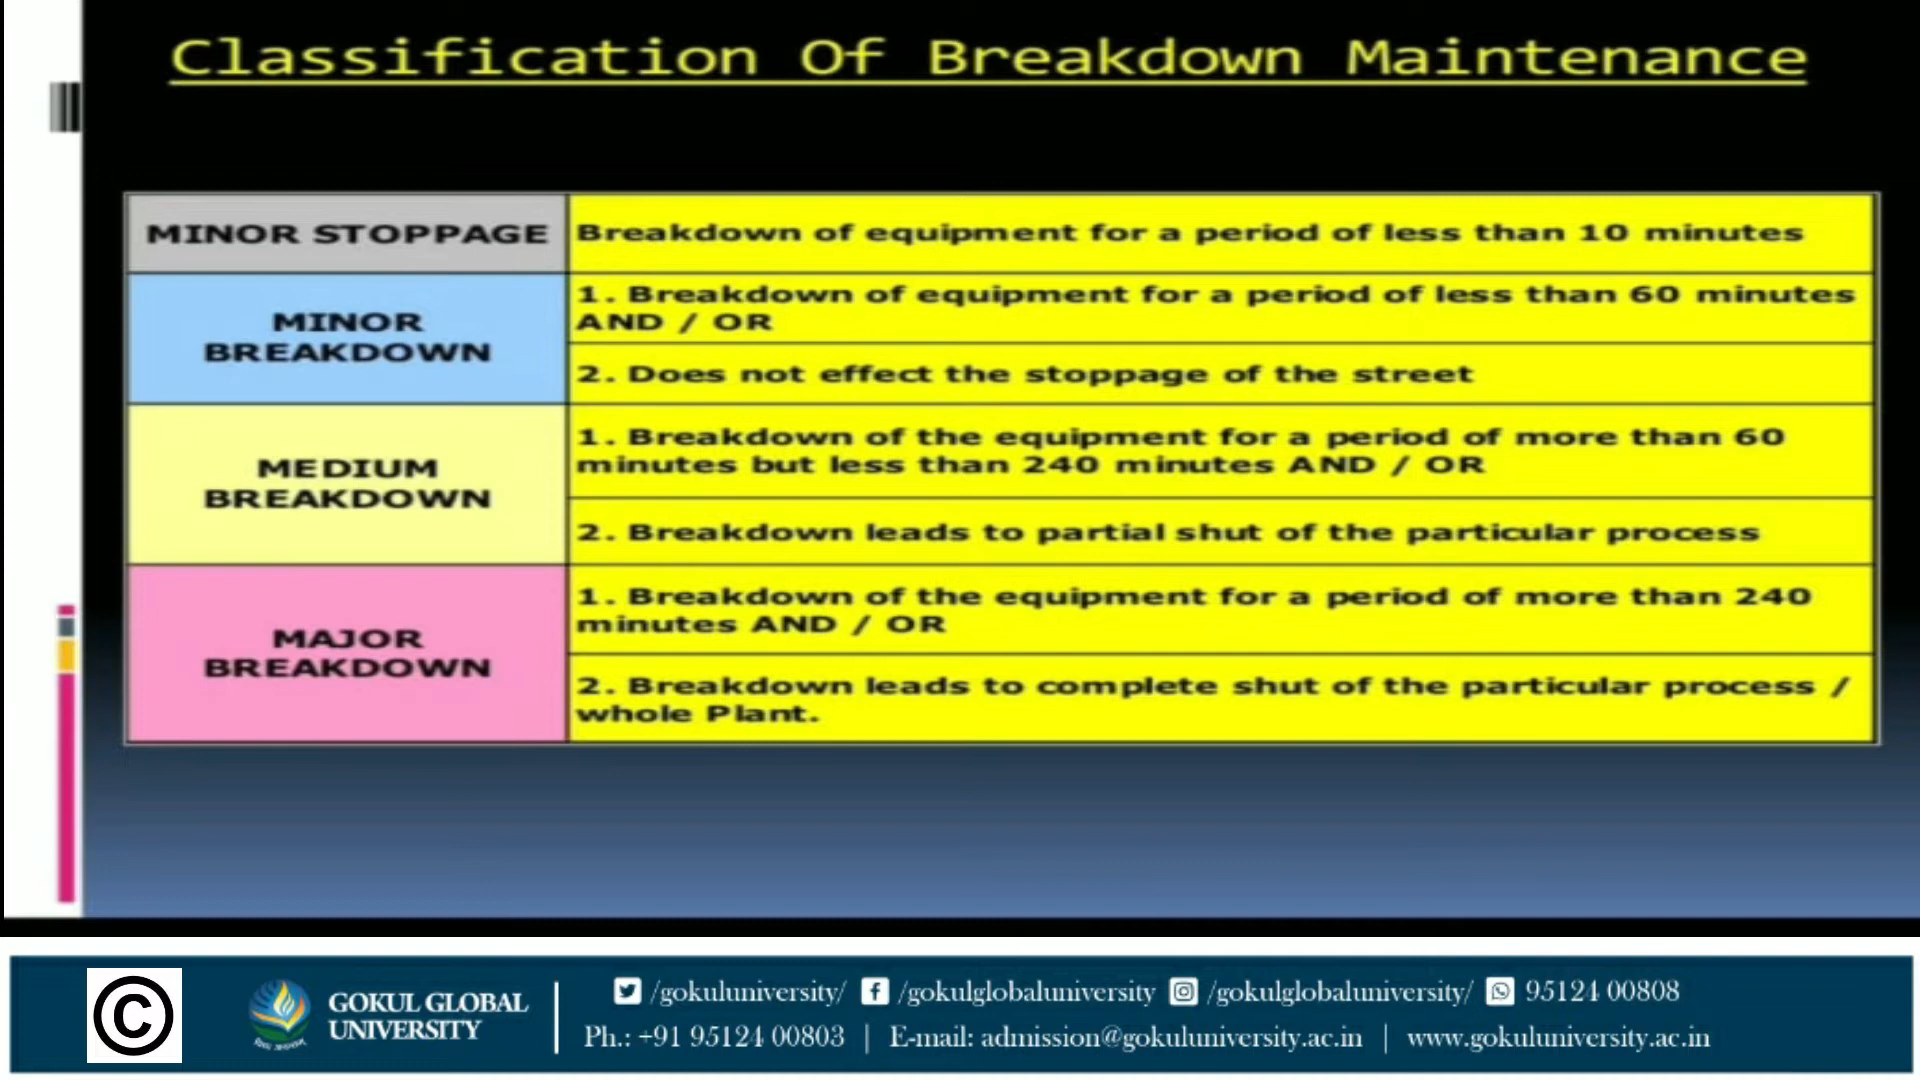 Classification Of Breakdown Maintenance
MINOR STOPPAGE
Breakdown of equipment for a period of less than 10 minutes
MINOR
BREAKDOWN
1. Breakdown of equipment for a period of less than 60 minutes
AND / OR
2. Does not effect the stoppage of the street
MEDIUM
BREAKDOWN
1. Breakdown of the equipment for a period of more than 60
minutes but less than 240 minutes AND / OR
2. Breakdown leads to partial shut of the particular process
MAJOR
BREAKDOWN
1. Breakdown of the equipment for a period of more than 240
minutes AND / OR
2. Breakdown leads to complete shut of the particular process /
whole Plant.
©
GOKUL GLOBAL
UNIVERSITY
/gokuluniversity/ /gokulglobaluniversity /gokulglobaluniversity/ 95124 00808
Ph.: +91 95124 00803 | E-mail: admission@gokuluniversity.ac.in | www.gokuluniversity.ac.in